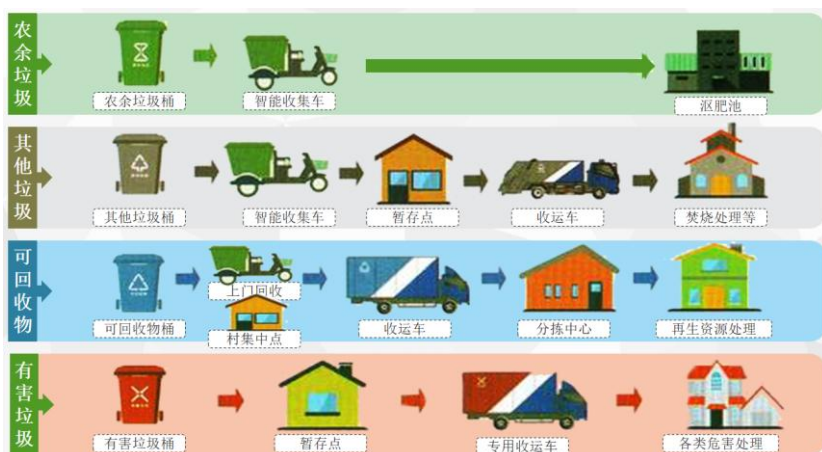 农余垃圾
农余垃圾桶
智能收集车
沤肥池
其他垃圾
其他垃圾桶
智能收集车
暂存点
收运车
焚烧处理等
可回收物
可回收物桶
上门回收
村集中点
收运车
分拣中心
再生资源处理
有害垃圾
有害垃圾桶
暂存点
专用收运车
各类危害处理